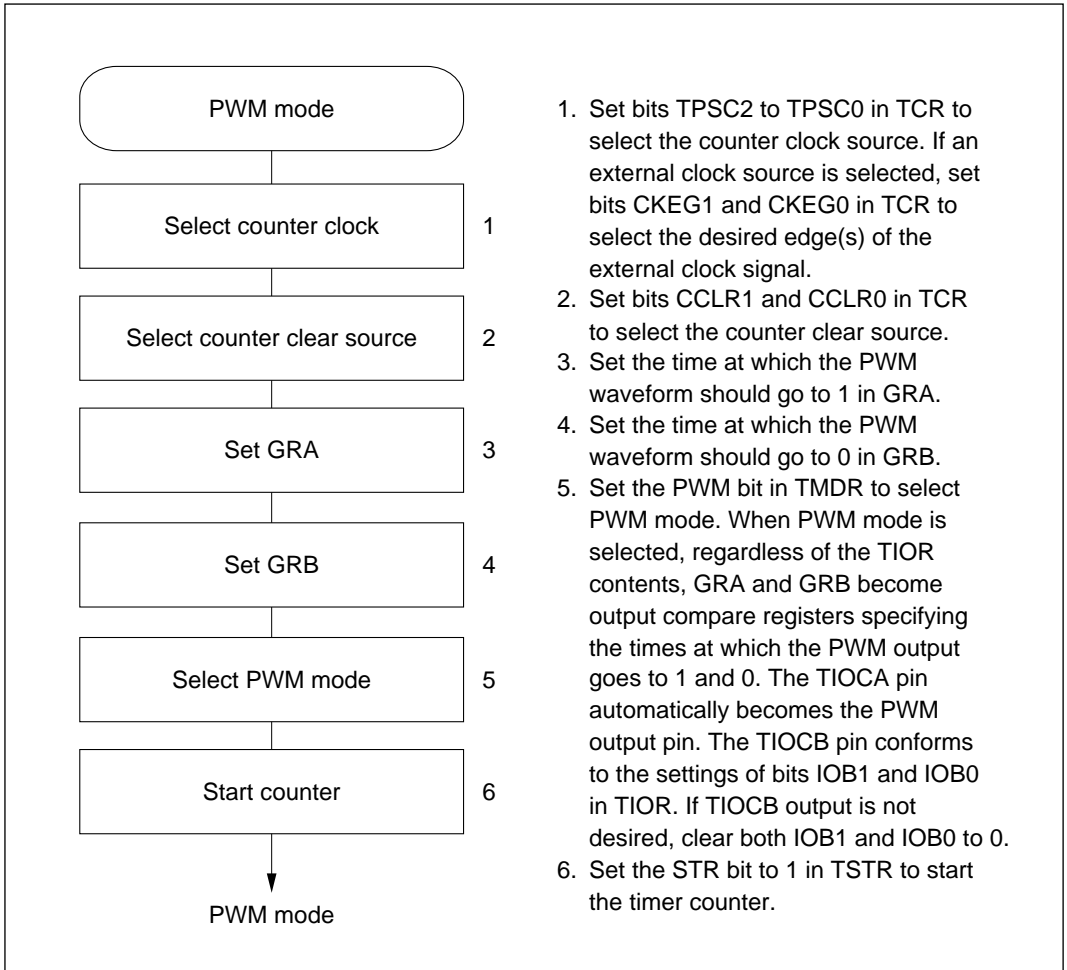 PWM mode
Select counter clock
1
Select counter clear source
2
Set GRA
3
Set GRB
4
Select PWM mode
5
Start counter
6
PWM mode
1. Set bits TPSC2 to TPSC0 in TCR to
select the counter clock source. If an
external clock source is selected, set
bits CKEG1 and CKEG0 in TCR to
select the desired edge(s) of the
external clock signal.
2. Set bits CCLR1 and CCLR0 in TCR
to select the counter clear source.
3. Set the time at which the PWM
waveform should go to 1 in GRA.
4. Set the time at which the PWM
waveform should go to 0 in GRB.
5. Set the PWM bit in TMDR to select
PWM mode. When PWM mode is
selected, regardless of the TIOR
contents, GRA and GRB become
output compare registers specifying
the times at which the PWM output
goes to 1 and 0. The TIOCA pin
automatically becomes the PWM
output pin. The TIOCB pin conforms
to the settings of bits IOB1 and IOB0
in TIOR. If TIOCB output is not
desired, clear both IOB1 and IOB0 to 0.
6. Set the STR bit to 1 in TSTR to start
the timer counter.